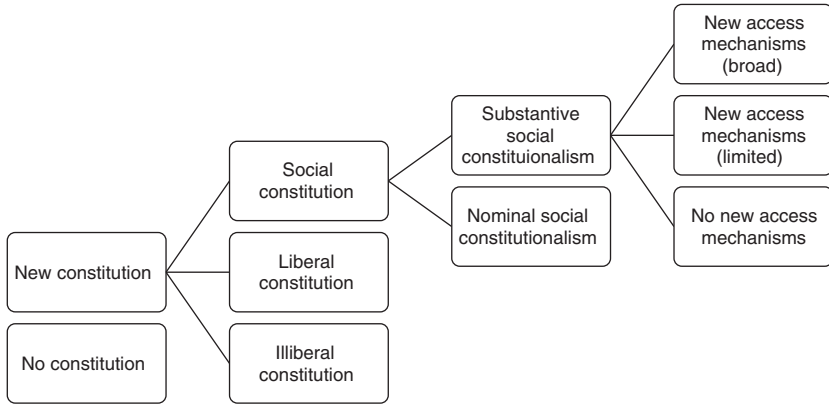 New access
mechanisms
(broad)
Substantive
social
constituionalism
New access
mechanisms
(limited)
Social
constitution
Nominal social
constitutionalism
No new access
mechanisms
New constitution
Liberal
constitution
No constitution
Illiberal
constitution